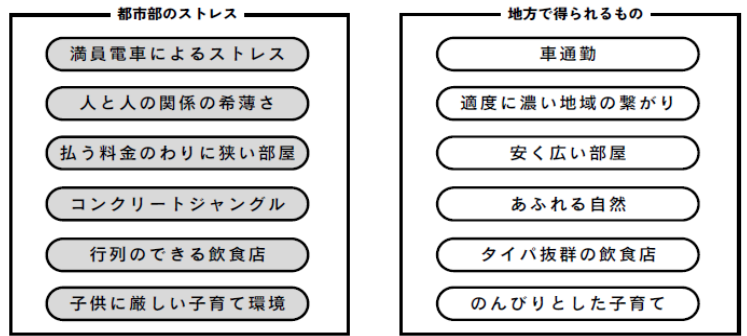 都市部のストレス
満員電車によるストレス
人と人の関係の希薄さ
払う料金のわりに狭い部屋
コンクリートジャングル
行列のできる飲食店
子供に厳しい子育て環境
地方で得られるもの
車通勤
適度に濃い地域の繋がり
安く広い部屋
あふれる自然
タイパ抜群の飲食店
のんびりとした子育て